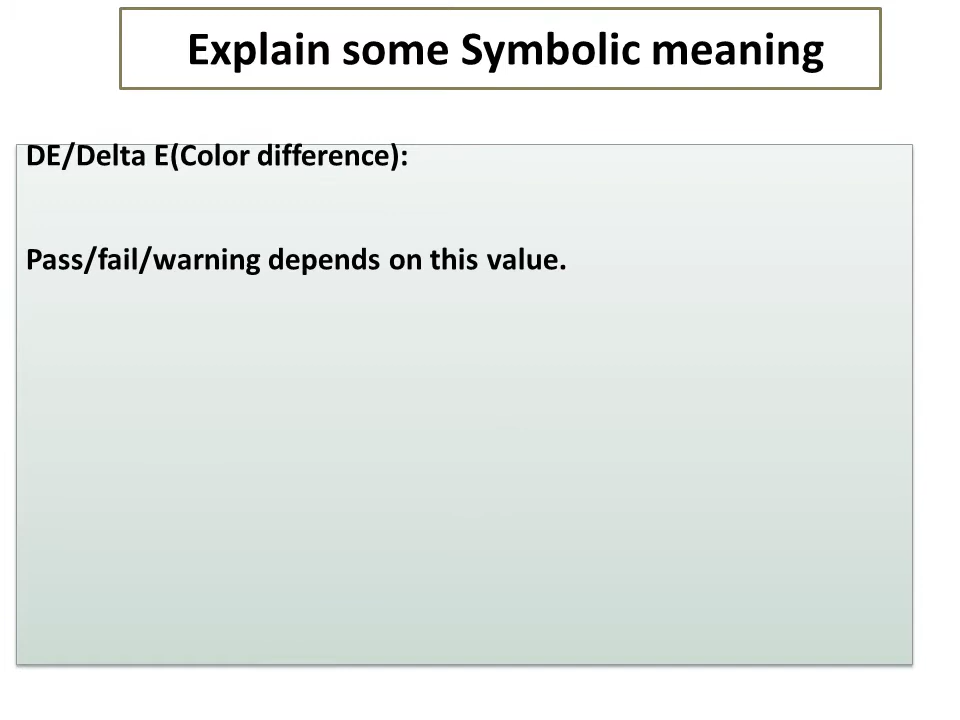 Explain some Symbolic meaning
DE/Delta E(Color difference):
Pass/fail/warning depends on this value.